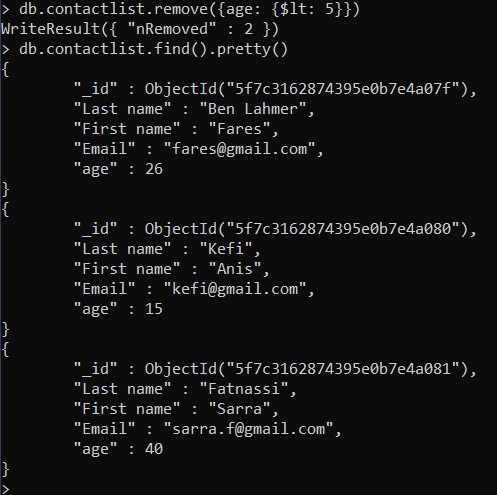 > db.contactlist.remove({age: {$lt: 5}})
WriteResult({ "nRemoved" : 2 })
> db.contactlist.find().pretty()
{
        "_id" : ObjectId("5f7c3162874395e0b7e4a07f"),
        "Last name" : "Ben Lahmer",
        "First name" : "Fares",
        "Email" : "fares@gmail.com",
        "age" : 26
}
{
        "_id" : ObjectId("5f7c3162874395e0b7e4a080"),
        "Last name" : "Kefi",
        "First name" : "Anis",
        "Email" : "kefi@gmail.com",
        "age" : 15
}
{
        "_id" : ObjectId("5f7c3162874395e0b7e4a081"),
        "Last name" : "Fatnassi",
        "First name" : "Sarra",
        "Email" : "sarra.f@gmail.com",
        "age" : 40
}
>